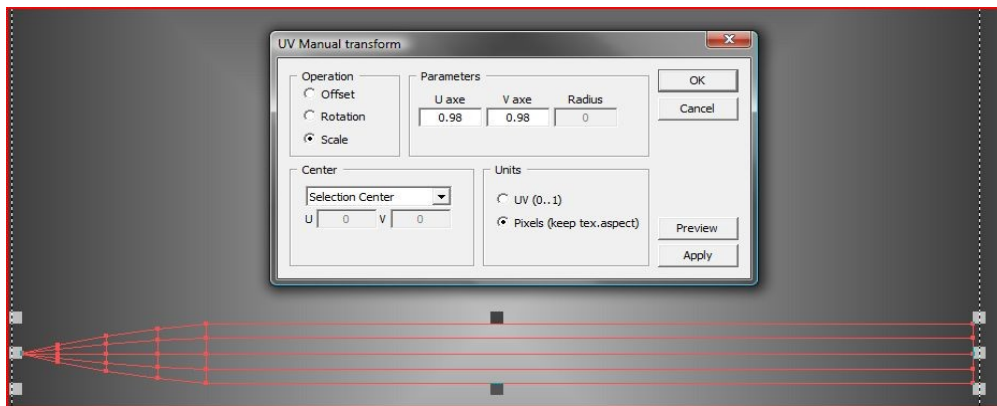 UV Manual transform
Operation
Offset
Rotation
Scale
Parameters
U axe V axe Radius
0.98 0.98 0
OK
Cancel
Center
Selection Center
U 0 V 0
Units
UV (0..1)
Pixels (keep tex.aspect)
Preview
Apply